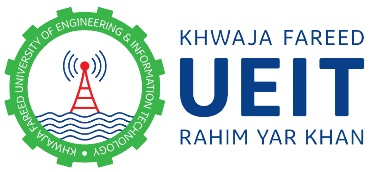 KHWAJA FAREED UNIVERSITY OF ENGINEERING & INFORMATION TECHNOLOGY •
KHWAJA FAREED
UEIT
RAHIM YAR KHAN